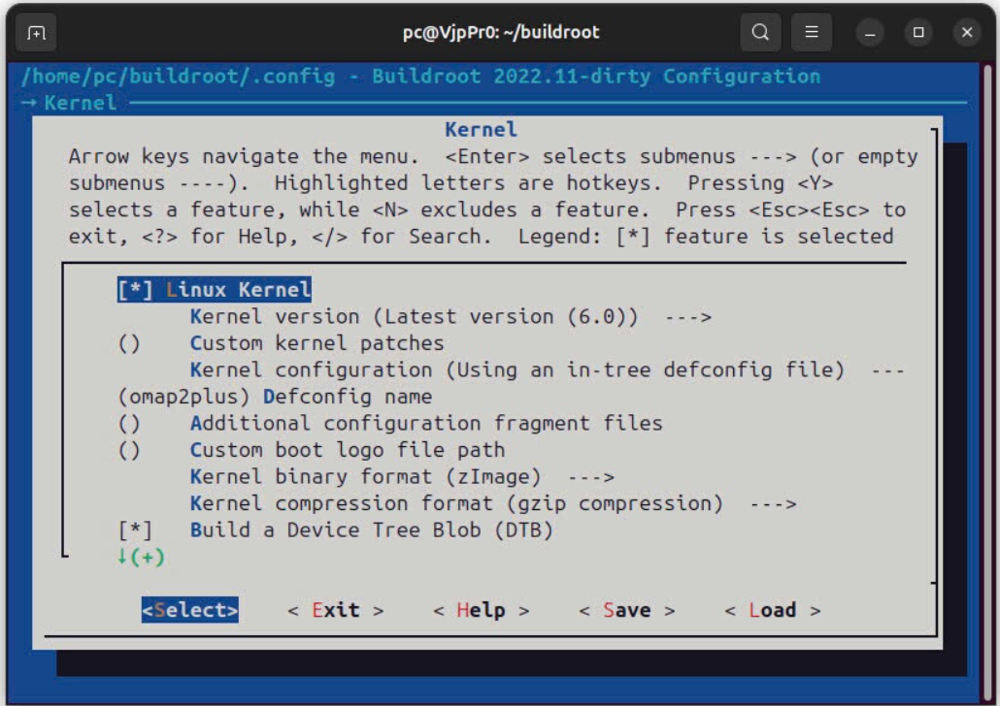 pc@VjpPr0: ~/buildroot
/home/pc/buildroot/.config - Buildroot 2022.11-dirty Configuration
→ Kernel
Kernel
Arrow keys navigate the menu.  <Enter> selects submenus ---> (or empty
submenus ----).  Highlighted letters are hotkeys.  Pressing <Y>
selects a feature, while <N> excludes a feature.  Press <Esc><Esc> to
exit, <?> for Help, </> for Search.  Legend: [*] feature is selected
[*] Linux Kernel
Kernel version (Latest version (6.0))  --->
()    Custom kernel patches
Kernel configuration (Using an in-tree defconfig file)  ---
(omap2plus) Defconfig name
()    Additional configuration fragment files
()    Custom boot logo file path
Kernel binary format (zImage)  --->
Kernel compression format (gzip compression)  --->
[*]   Build a Device Tree Blob (DTB)
↓(+)
<Select>    < Exit >    < Help >    < Save >    < Load >